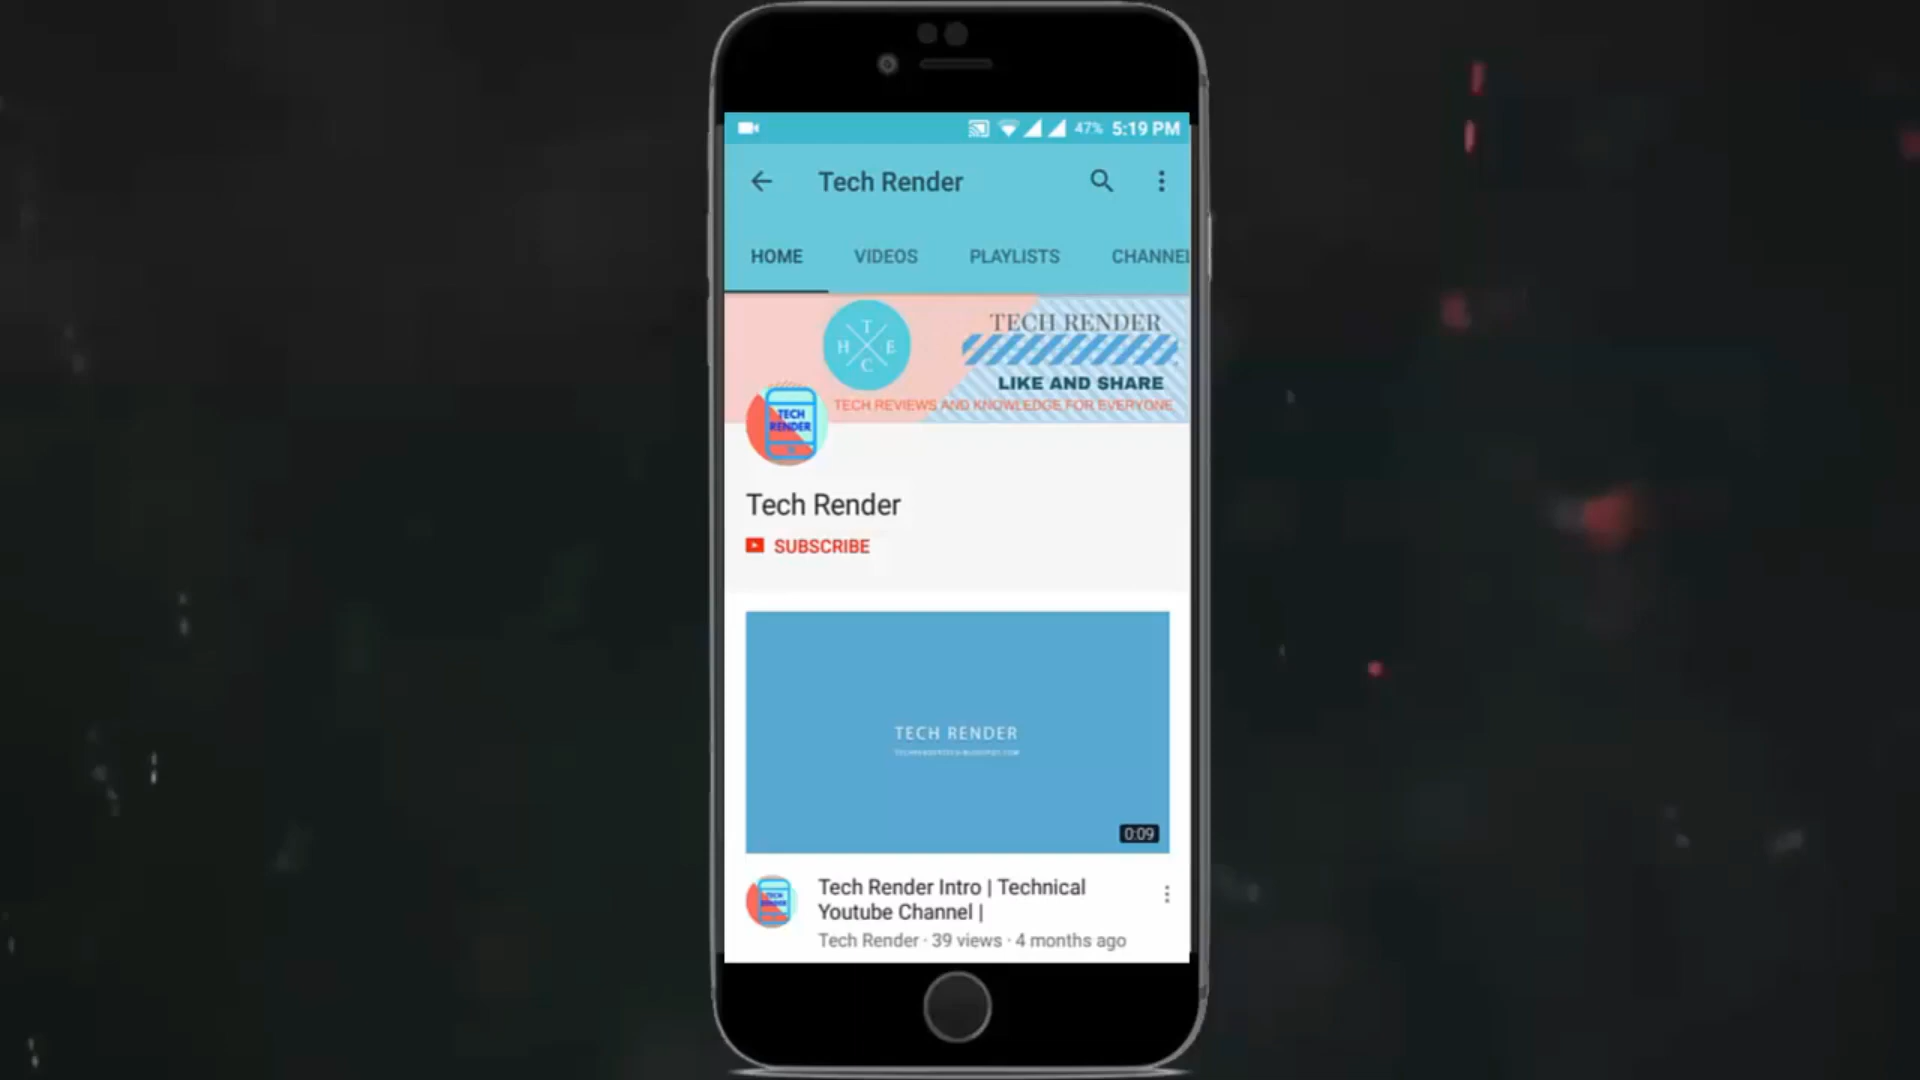 47% 5:19 PM
Tech Render
HOME VIDEOS PLAYLISTS CHANNEL
T
H E
C
TECH RENDER
LIKE AND SHARE
TECH REVIEWS AND KNOWLEDGE FOR EVERYONE
TECH
RENDER
Tech Render
SUBSCRIBE
TECH RENDER
0:09
TECH
RENDER
Tech Render Intro | Technical
Youtube Channel |
Tech Render · 39 views · 4 months ago